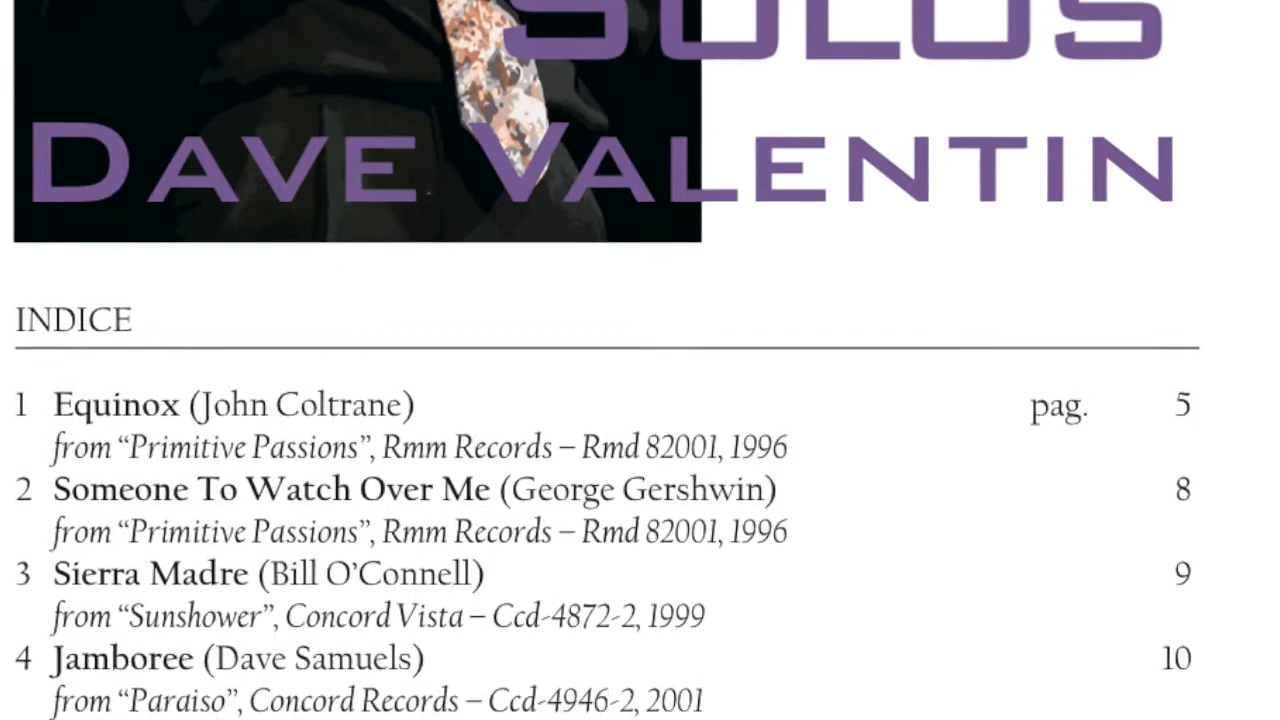 SOLOS
DAVE VALENTIN
INDICE
1 Equinox (John Coltrane) pag. 5
from “Primitive Passions”, Rmm Records – Rmd 82001, 1996
2 Someone To Watch Over Me (George Gershwin) 8
from “Primitive Passions”, Rmm Records – Rmd 82001, 1996
3 Sierra Madre (Bill O’Connell) 9
from “Sunshower”, Concord Vista – Ccd-4872-2, 1999
4 Jamboree (Dave Samuels) 10
from “Paraiso”, Concord Records – Ccd-4946-2, 2001